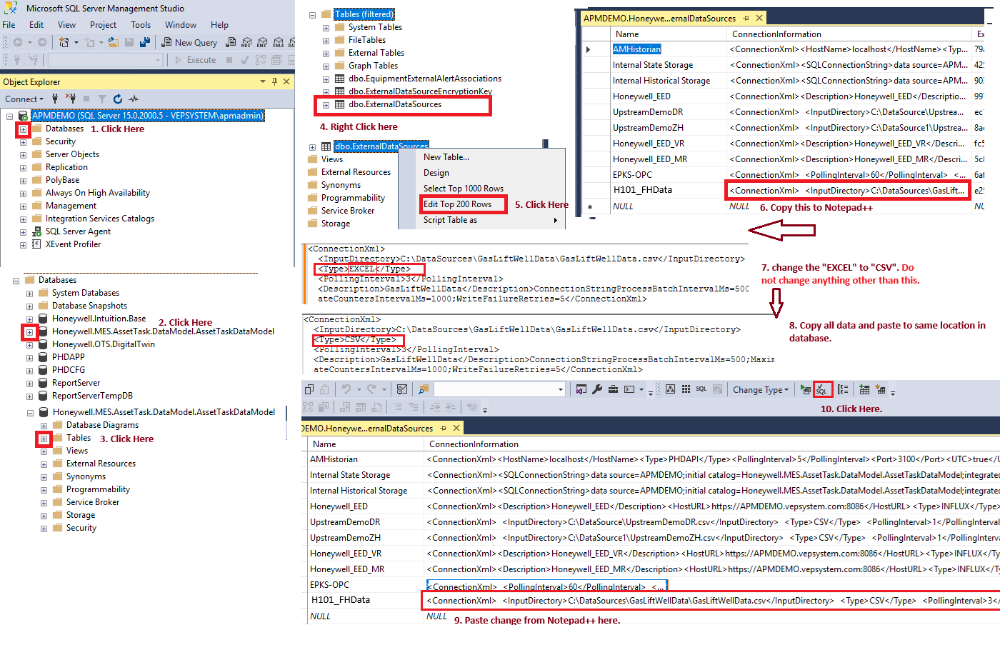 Microsoft SQL Server Management Studio
File Edit View Project Tools Window Help
New Query
MDX DMX XMLA DAX
Execute
Object Explorer
Connect
APMDEMO (SQL Server 15.0.2000.5 - VEPSYSTEM\apmadmin)
Databases 1. Click Here
Security
Server Objects
Replication
PolyBase
Always On High Availability
Management
Integration Services Catalogs
SQL Server Agent
XEvent Profiler
Databases
System Databases
Database Snapshots
Honeywell.Intuition.Base
2. Click Here
Honeywell.MES.AssetTask.DataModel.AssetTaskDataModel
Honeywell.OTS.DigitalTwin
PHDAPP
PHDCFG
ReportServer
ReportServerTempDB
Honeywell.MES.AssetTask.DataModel.AssetTaskDataModel
Database Diagrams
Tables 3. Click Here
Views
External Resources
Synonyms
Programmability
Service Broker
Storage
Security
Tables (filtered)
System Tables
FileTables
External Tables
Graph Tables
dbo.EquipmentExternalAlertAssociations
dbo.ExternalDataSourceEncryptionKey
dbo.ExternalDataSources
4. Right Click here
dbo.ExternalDataSources
Views
External Resources
Synonyms
Programmability
Service Broker
Storage
New Table...
Design
Select Top 1000 Rows
Edit Top 200 Rows 5. Click Here
Script Table as
APMDEMO.Honeywe...ernalDataSources
Name ConnectionInformation Ex
AMHistorian <ConnectionXml><HostName>localhost</HostName><Typ... 79a
Internal State Storage <ConnectionXml><SQLConnectionString>data source=APM... 425
Internal Historical Storage <ConnectionXml><SQLConnectionString>data source=APM... 903
Honeywell_EED <ConnectionXml><Description>Honeywell_EED</Descriptio... 997
UpstreamDemoDR <ConnectionXml> <InputDirectory>C:\DataSource\Upstrea... ec7
UpstreamDemoZH <ConnectionXml> <InputDirectory>C:\DataSource1\Upstre... 8ac
Honeywell_EED_VR <ConnectionXml><Description>Honeywell_EED_VR</Descri... fc5
Honeywell_EED_MR <ConnectionXml><Description>Honeywell_EED_MR</Descri... 5c8
EPKS-OPC <ConnectionXml> <PollingInterval>60</PollingInterval> <... 6af
H101_FHData <ConnectionXml> <InputDirectory>C:\DataSources\GasLift... e25
NULL NULL NU
6. Copy this to Notepad++
<ConnectionXml>
<InputDirectory>C:\DataSources\GasLiftWellData\GasLiftWellData.csv</InputDirectory>
<Type>EXCEL</Type>
<PollingInterval>3</PollingInterval>
<Description>GasLiftWellData</Description>ConnectionStringProcessBatchIntervalMs=500
ateCountersIntervalMs=1000;WriteFailureRetries=5</ConnectionXml>
7. change the "EXCEL" to "CSV". Do
not change anything other than this.
<ConnectionXml>
<InputDirectory>C:\DataSources\GasLiftWellData\GasLiftWellData.csv</InputDirectory>
<Type>CSV</Type>
<PollingInterval>3</PollingInterval>
<Description>GasLiftWellData</Description>ConnectionStringProcessBatchIntervalMs=500;Maxim
ateCountersIntervalMs=1000;WriteFailureRetries=5</ConnectionXml>
8. Copy all data and paste to same location in
database.
SQL Change Type SQL
10. Click Here.
DEMO.Honeywe...ernalDataSources
Name ConnectionInformation
AMHistorian <ConnectionXml><HostName>localhost</HostName><Type>PHDAPI</Type><PollingInterval>5</PollingInterval><Port>3100</Port><UTC>true</U
Internal State Storage <ConnectionXml><SQLConnectionString>data source=APMDEMO;initial catalog=Honeywell.MES.AssetTask.DataModel.AssetTaskDataModel;integrated
Internal Historical Storage <ConnectionXml><SQLConnectionString>data source=APMDEMO;initial catalog=Honeywell.MES.AssetTask.DataModel.AssetTaskDataModel;integrated
Honeywell_EED <ConnectionXml><Description>Honeywell_EED</Description><HostURL>https://APMDEMO.vepsystem.com:8086</HostURL><Type>INFLUX</Type>
UpstreamDemoDR <ConnectionXml> <InputDirectory>C:\DataSource\UpstreamDemoDR.csv</InputDirectory> <Type>CSV</Type> <PollingInterval>1</PollingInterval>
UpstreamDemoZH <ConnectionXml> <InputDirectory>C:\DataSource1\UpstreamDemoZH.csv</InputDirectory> <Type>CSV</Type> <PollingInterval>1</PollingInterva
Honeywell_EED_VR <ConnectionXml><Description>Honeywell_EED_VR</Description><HostURL>https://APMDEMO.vepsystem.com:8086</HostURL><Type>INFLUX</Ty
Honeywell_EED_MR <ConnectionXml><Description>Honeywell_EED_MR</Description><HostURL>https://APMDEMO.vepsystem.com:8086</HostURL><Type>INFLUX</T
EPKS-OPC <ConnectionXml> <PollingInterval>60</PollingInterval> <...
H101_FHData <ConnectionXml> <InputDirectory>C:\DataSources\GasLiftWellData\GasLiftWellData.csv</InputDirectory> <Type>CSV</Type> <PollingInterval>3</
NULL NULL 9. Paste change from Notepad++ here.